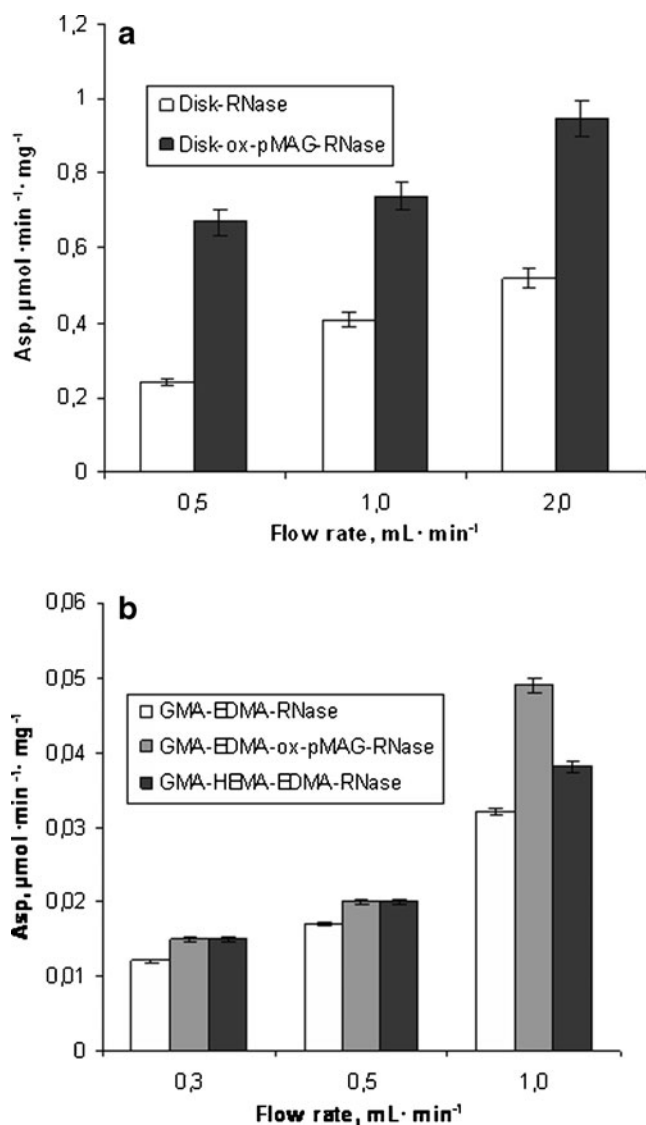 a
1,2
1
0,8
0,6
0,4
0,2
0
Asp, µmol·min⁻¹·mg⁻¹
Disk-RNase
Disk-ox-pMAG-RNase
0,5 1,0 2,0
Flow rate, mL·min⁻¹
b
0,06
0,05
0,04
0,03
0,02
0,01
0
Asp, µmol·min⁻¹·mg⁻¹
GMA-EDMA-RNase
GMA-EDMA-ox-pMAG-RNase
GMA-HEMA-EDMA-RNase
0,3 0,5 1,0
Flow rate, mL·min⁻¹